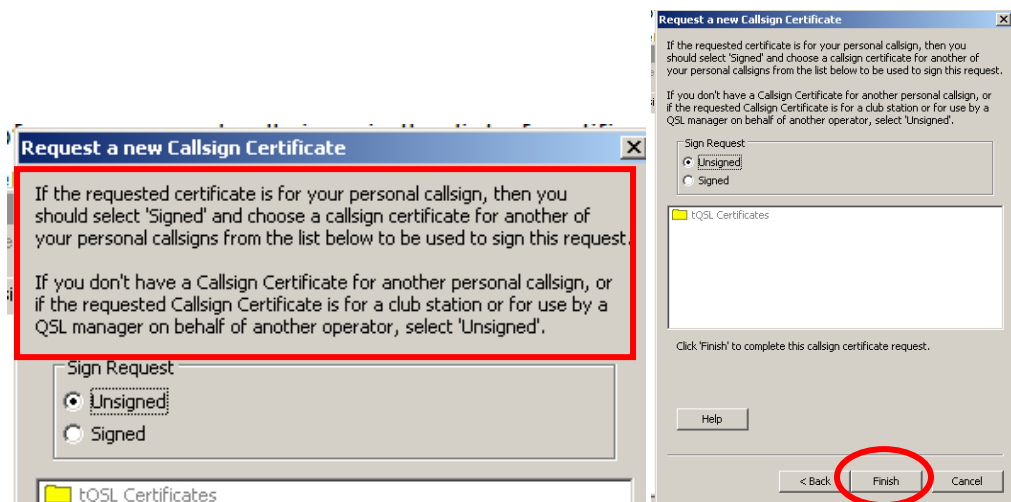 Request a new Callsign Certificate
If the requested certificate is for your personal callsign, then you
should select 'Signed' and choose a callsign certificate for another of
your personal callsigns from the list below to be used to sign this request.
If you don't have a Callsign Certificate for another personal callsign, or
if the requested Callsign Certificate is for a club station or for use by a
QSL manager on behalf of another operator, select 'Unsigned'.
Sign Request
Unsigned
Signed
tQSL Certificates
Request a new Callsign Certificate
If the requested certificate is for your personal callsign, then you
should select 'Signed' and choose a callsign certificate for another of
your personal callsigns from the list below to be used to sign this request.
If you don't have a Callsign Certificate for another personal callsign, or
if the requested Callsign Certificate is for a club station or for use by a
QSL manager on behalf of another operator, select 'Unsigned'.
Sign Request
Unsigned
Signed
tQSL Certificates
Click 'Finish' to complete this callsign certificate request.
Help
< Back
Finish
Cancel